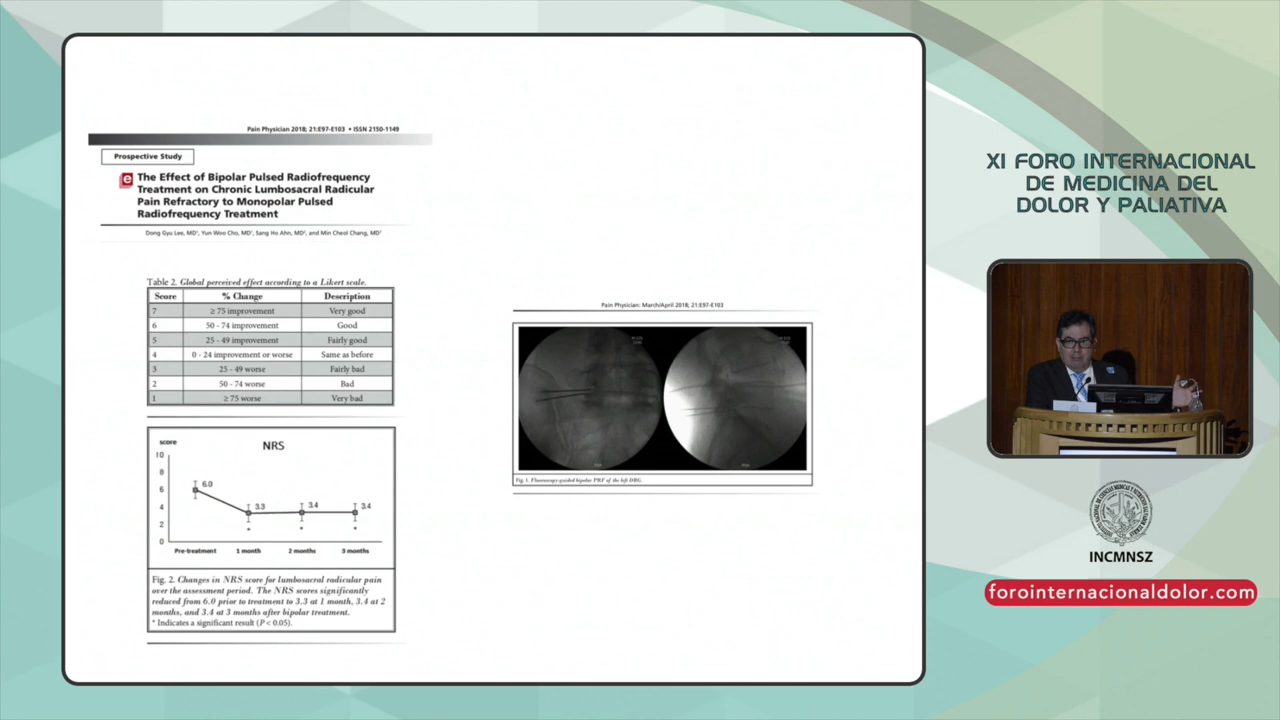 Pain Physician 2018; 21:E97-E103 • ISSN 2150-1149
Prospective Study
e
The Effect of Bipolar Pulsed Radiofrequency
Treatment on Chronic Lumbosacral Radicular
Pain Refractory to Monopolar Pulsed
Radiofrequency Treatment
Dong Gyu Lee, MD¹, Yun Woo Cho, MD¹, Sang Ho Ahn, MD¹, and Min Cheol Chang, MD¹
Table 2. Global perceived effect according to a Likert scale.
Score % Change Description
7 ≥ 75 improvement Very good
6 50 - 74 improvement Good
5 25 - 49 improvement Fairly good
4 0 - 24 improvement or worse Same as before
3 25 - 49 worse Fairly bad
2 50 - 74 worse Bad
1 ≥ 75 worse Very bad
score
NRS
10
8
6
4
2
0
6.0
3.3
3.4
3.4
* * *
Pre-treatment 1 month 2 months 3 months
Fig. 2. Changes in NRS score for lumbosacral radicular pain
over the assessment period. The NRS scores significantly
reduced from 6.0 prior to treatment to 3.3 at 1 month, 3.4 at 2
months, and 3.4 at 3 months after bipolar treatment.
* Indicates a significant result (P < 0.05).
Pain Physician: March/April 2018; 21:E97-E103
Fig. 1. Fluoroscopy-guided bipolar PRF of the left DRG.
XI FORO INTERNACIONAL
DE MEDICINA DEL
DOLOR Y PALIATIVA
INCMNSZ
forointernacionaldolor.com